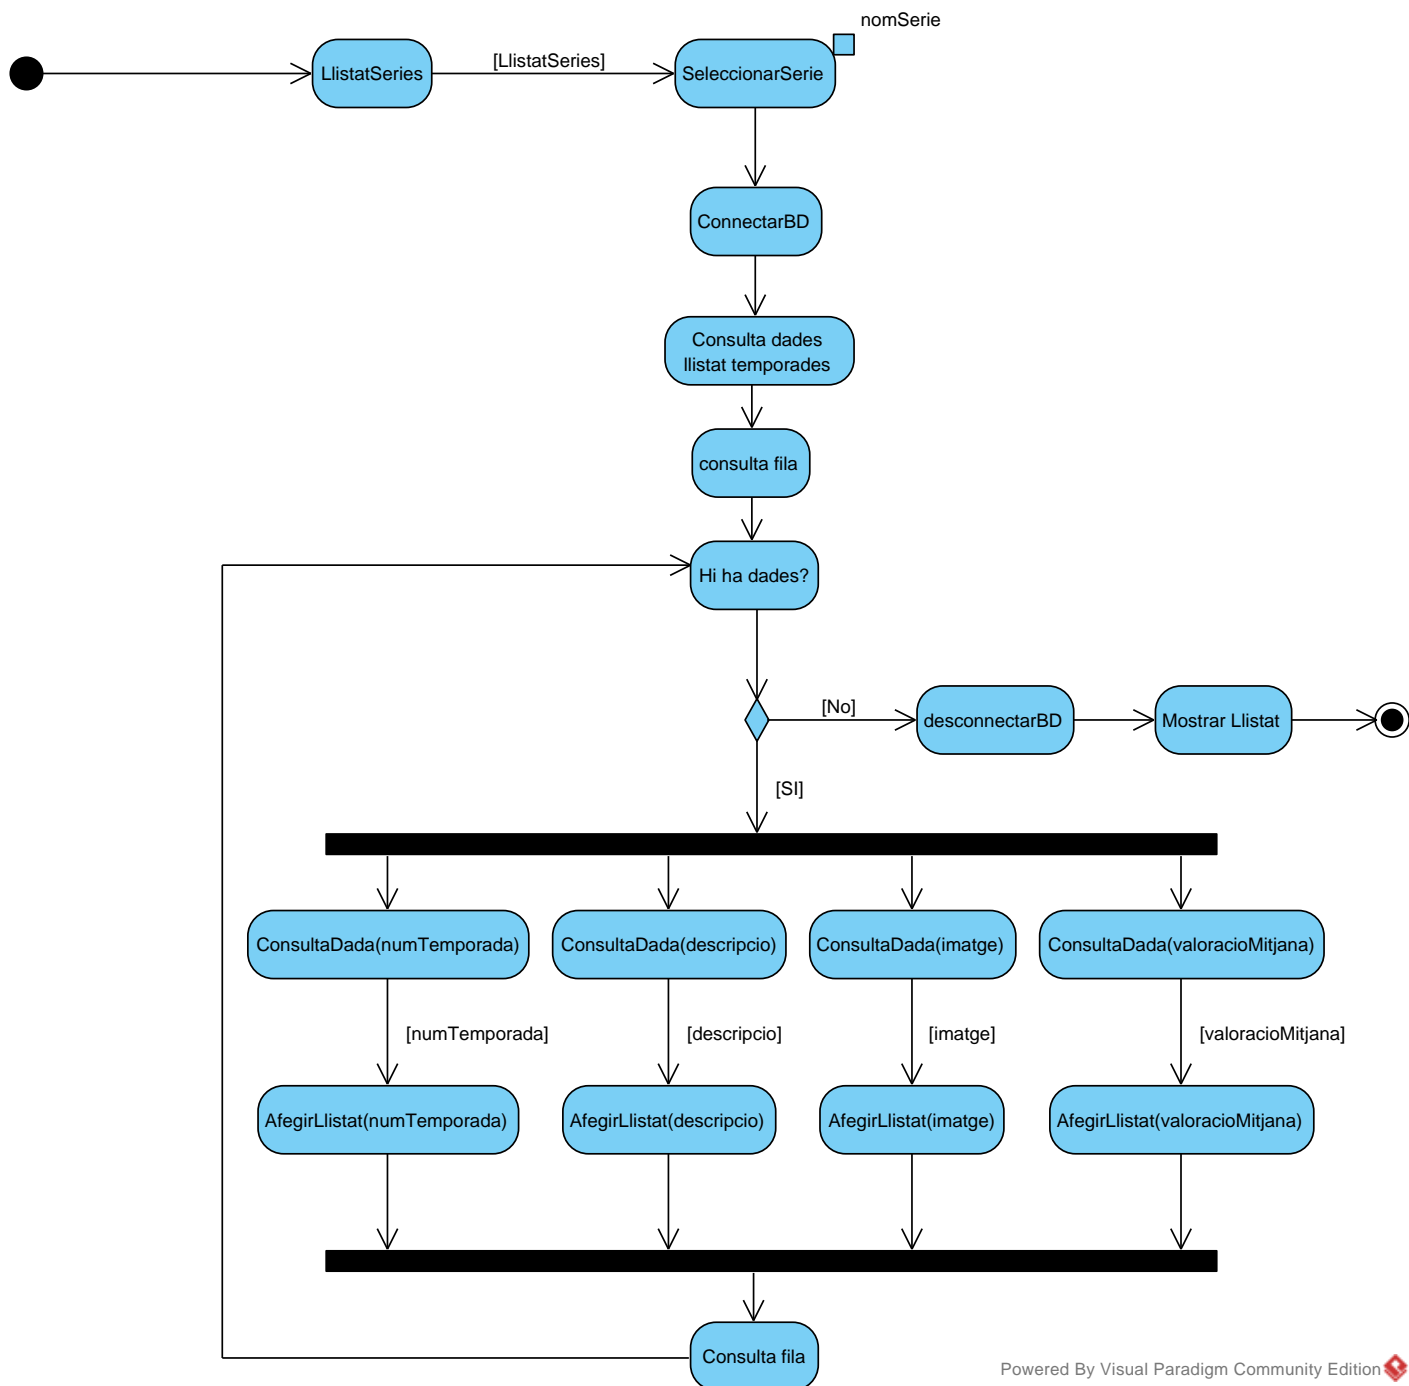 nomSerie
LlistatSeries
[LlistatSeries]
SeleccionarSerie
ConnectarBD
Consulta dades
llistat temporades
consulta fila
Hi ha dades?
[No]
desconnectarBD
Mostrar Llistat
[SI]
ConsultaDada(numTemporada)
ConsultaDada(descripcio)
ConsultaDada(imatge)
ConsultaDada(valoracioMitjana)
[numTemporada]
[descripcio]
[imatge]
[valoracioMitjana]
AfegirLlistat(numTemporada)
AfegirLlistat(descripcio)
AfegirLlistat(imatge)
AfegirLlistat(valoracioMitjana)
Consulta fila
Powered By Visual Paradigm Community Edition